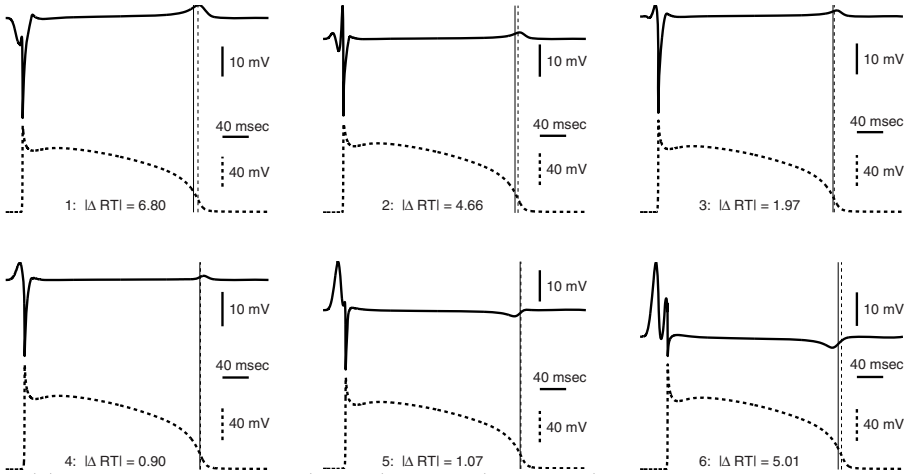 10 mV
40 msec
40 mV
1: |Δ RT| = 6.80
10 mV
40 msec
40 mV
2: |Δ RT| = 4.66
10 mV
40 msec
40 mV
3: |Δ RT| = 1.97
10 mV
40 msec
40 mV
4: |Δ RT| = 0.90
10 mV
40 msec
40 mV
5: |Δ RT| = 1.07
10 mV
40 msec
40 mV
6: |Δ RT| = 5.01